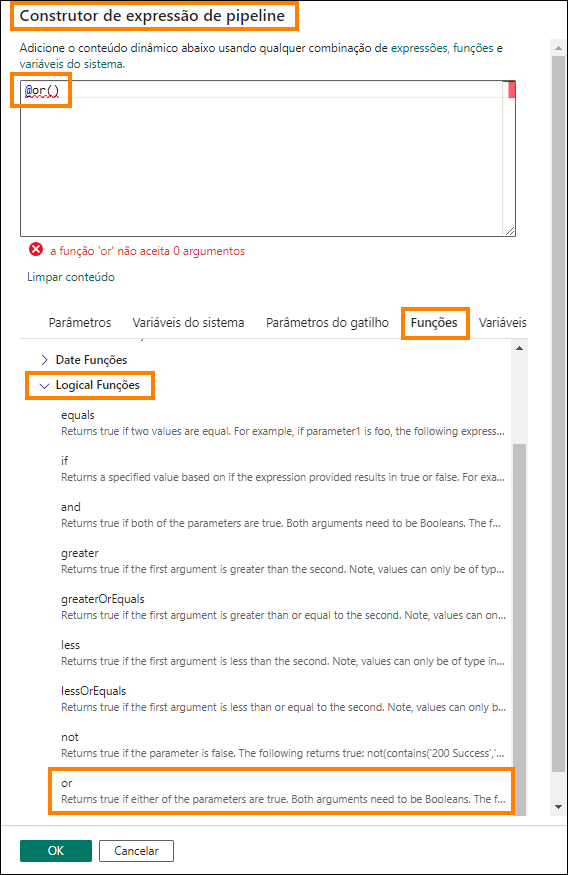 Construtor de expressão de pipeline
Adicione o conteúdo dinâmico abaixo usando qualquer combinação de expressões, funções e
variáveis do sistema.
@or()
a função 'or' não aceita 0 argumentos
Limpar conteúdo
Parâmetros Variáveis do sistema Parâmetros do gatilho Funções Variáveis
Date Funções
Logical Funções
equals
Returns true if two values are equal. For example, if parameter1 is foo, the following express...
if
Returns a specified value based on if the expression provided results in true or false. For exa...
and
Returns true if both of the parameters are true. Both arguments need to be Booleans. The f...
greater
Returns true if the first argument is greater than the second. Note, values can only be of typ...
greaterOrEquals
Returns true if the first argument is greater than or equal to the second. Note, values can on...
less
Returns true if the first argument is less than the second. Note, values can only be of type in...
lessOrEquals
Returns true if the first argument is less than or equal to the second. Note, values can only b...
not
Returns true if the parameter is false. The following returns true: not(contains('200 Success','...
or
Returns true if either of the parameters are true. Both arguments need to be Booleans. The f...
OK Cancelar